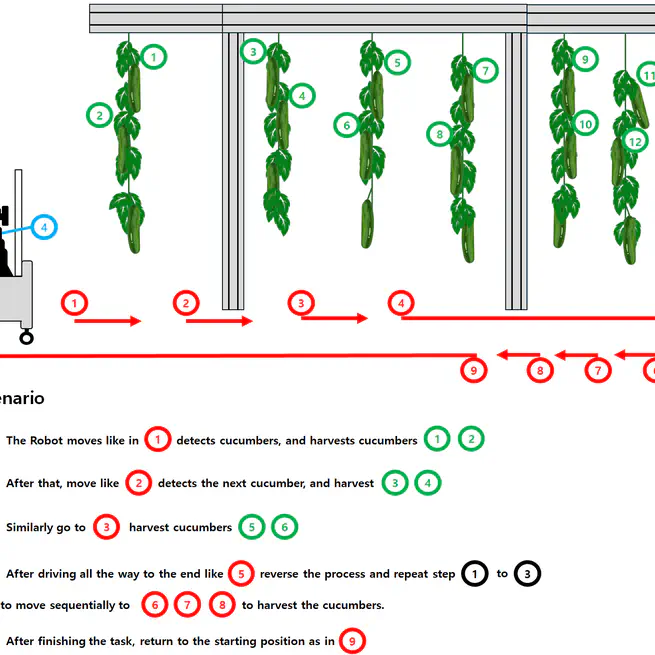 1
3
5
9
11
7
4
2
6
8
10
12
4
1
2
3
4
9
8
7
enario
The Robot moves like in 1 detects cucumbers, and harvests cucumbers 1 2
After that, move like 2 detects the next cucumber, and harvest 3 4
Similarly go to 3 harvest cucumbers 5 6
After driving all the way to the end like 5 reverse the process and repeat step 1 to 3
to move sequentially to 6 7 8 to harvest the cucumbers.
After finishing the task, return to the starting position as in 9